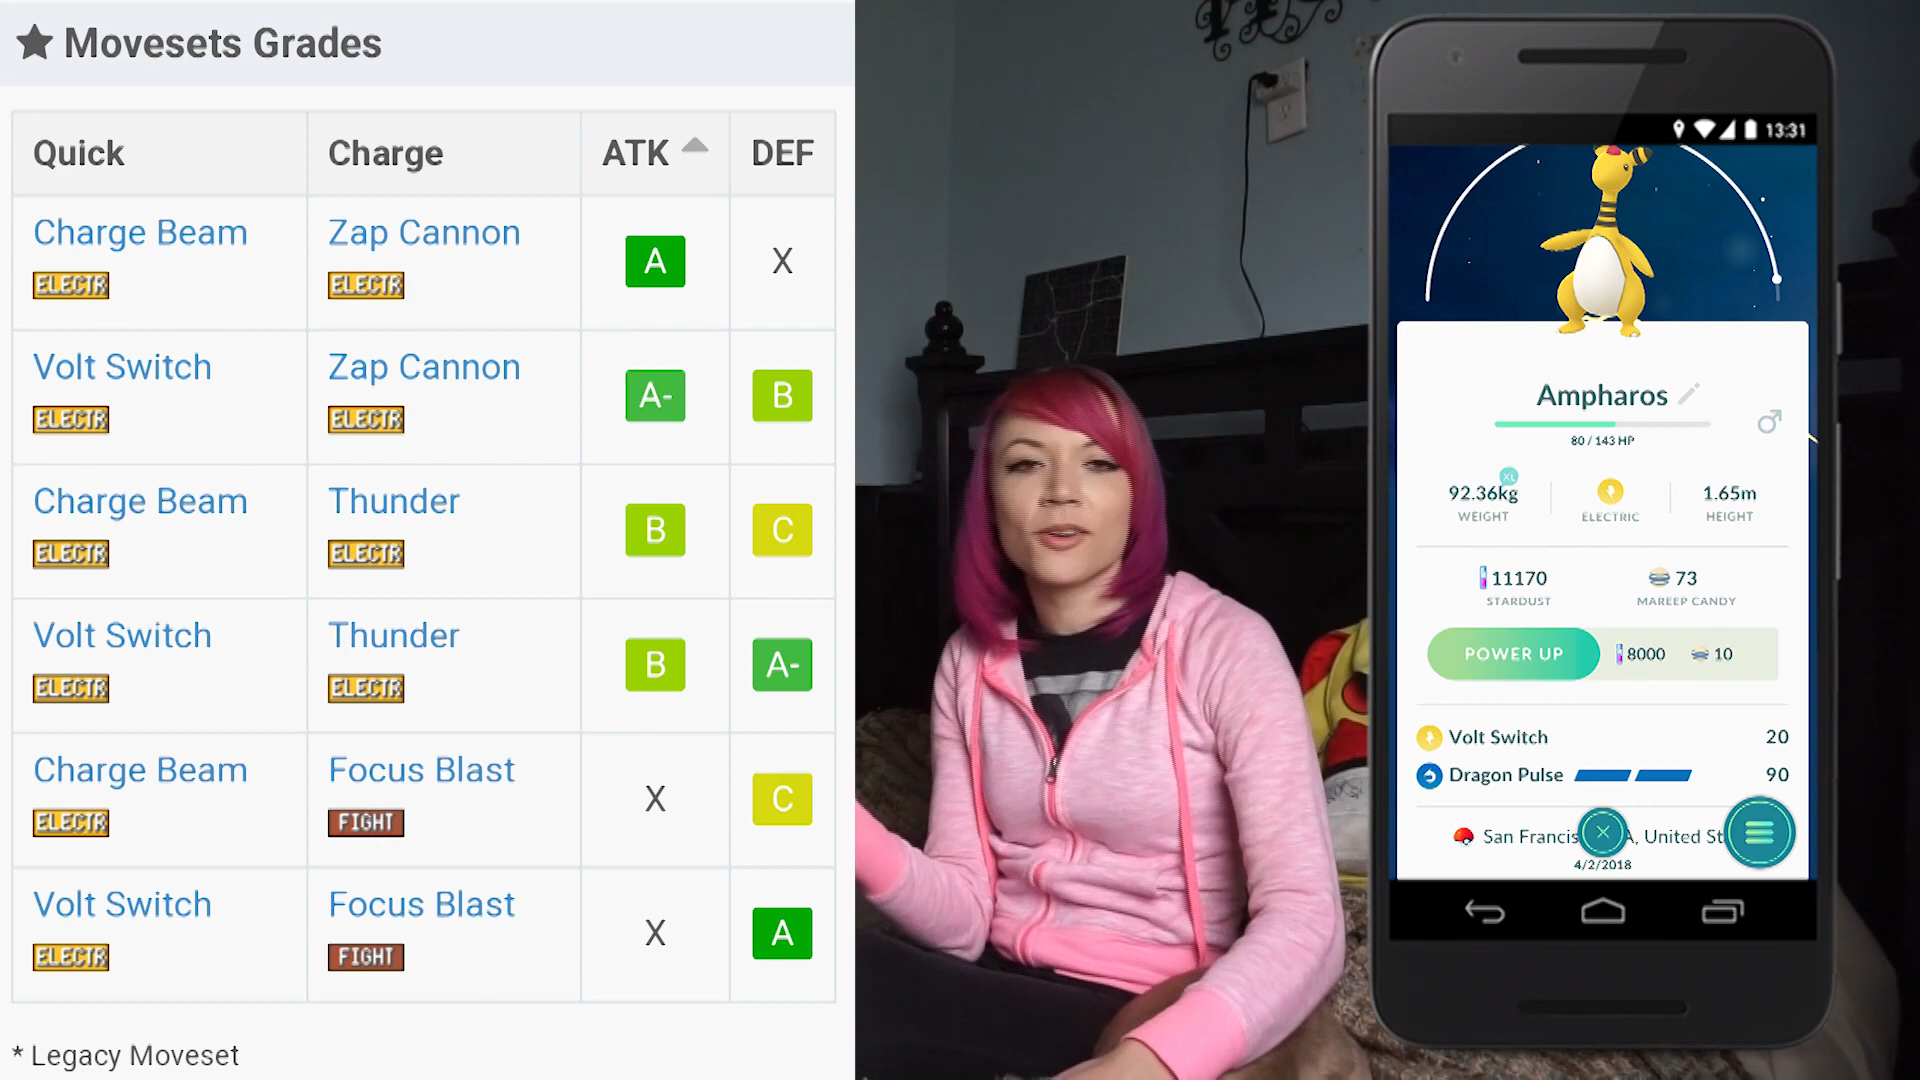 Movesets Grades
Quick Charge ATK DEF
Charge Beam Zap Cannon A X
ELECTR ELECTR
Volt Switch Zap Cannon A- B
ELECTR ELECTR
Charge Beam Thunder B C
ELECTR ELECTR
Volt Switch Thunder B A-
ELECTR ELECTR
Charge Beam Focus Blast X C
ELECTR FIGHT
Volt Switch Focus Blast X A
ELECTR FIGHT
* Legacy Moveset
13:31
Ampharos
80 / 143 HP
XL
92.36kg 1.65m
WEIGHT ELECTRIC HEIGHT
11170 73
STARDUST MAREEP CANDY
POWER UP 8000 10
Volt Switch 20
Dragon Pulse 90
San Francis A, United St
4/2/2018